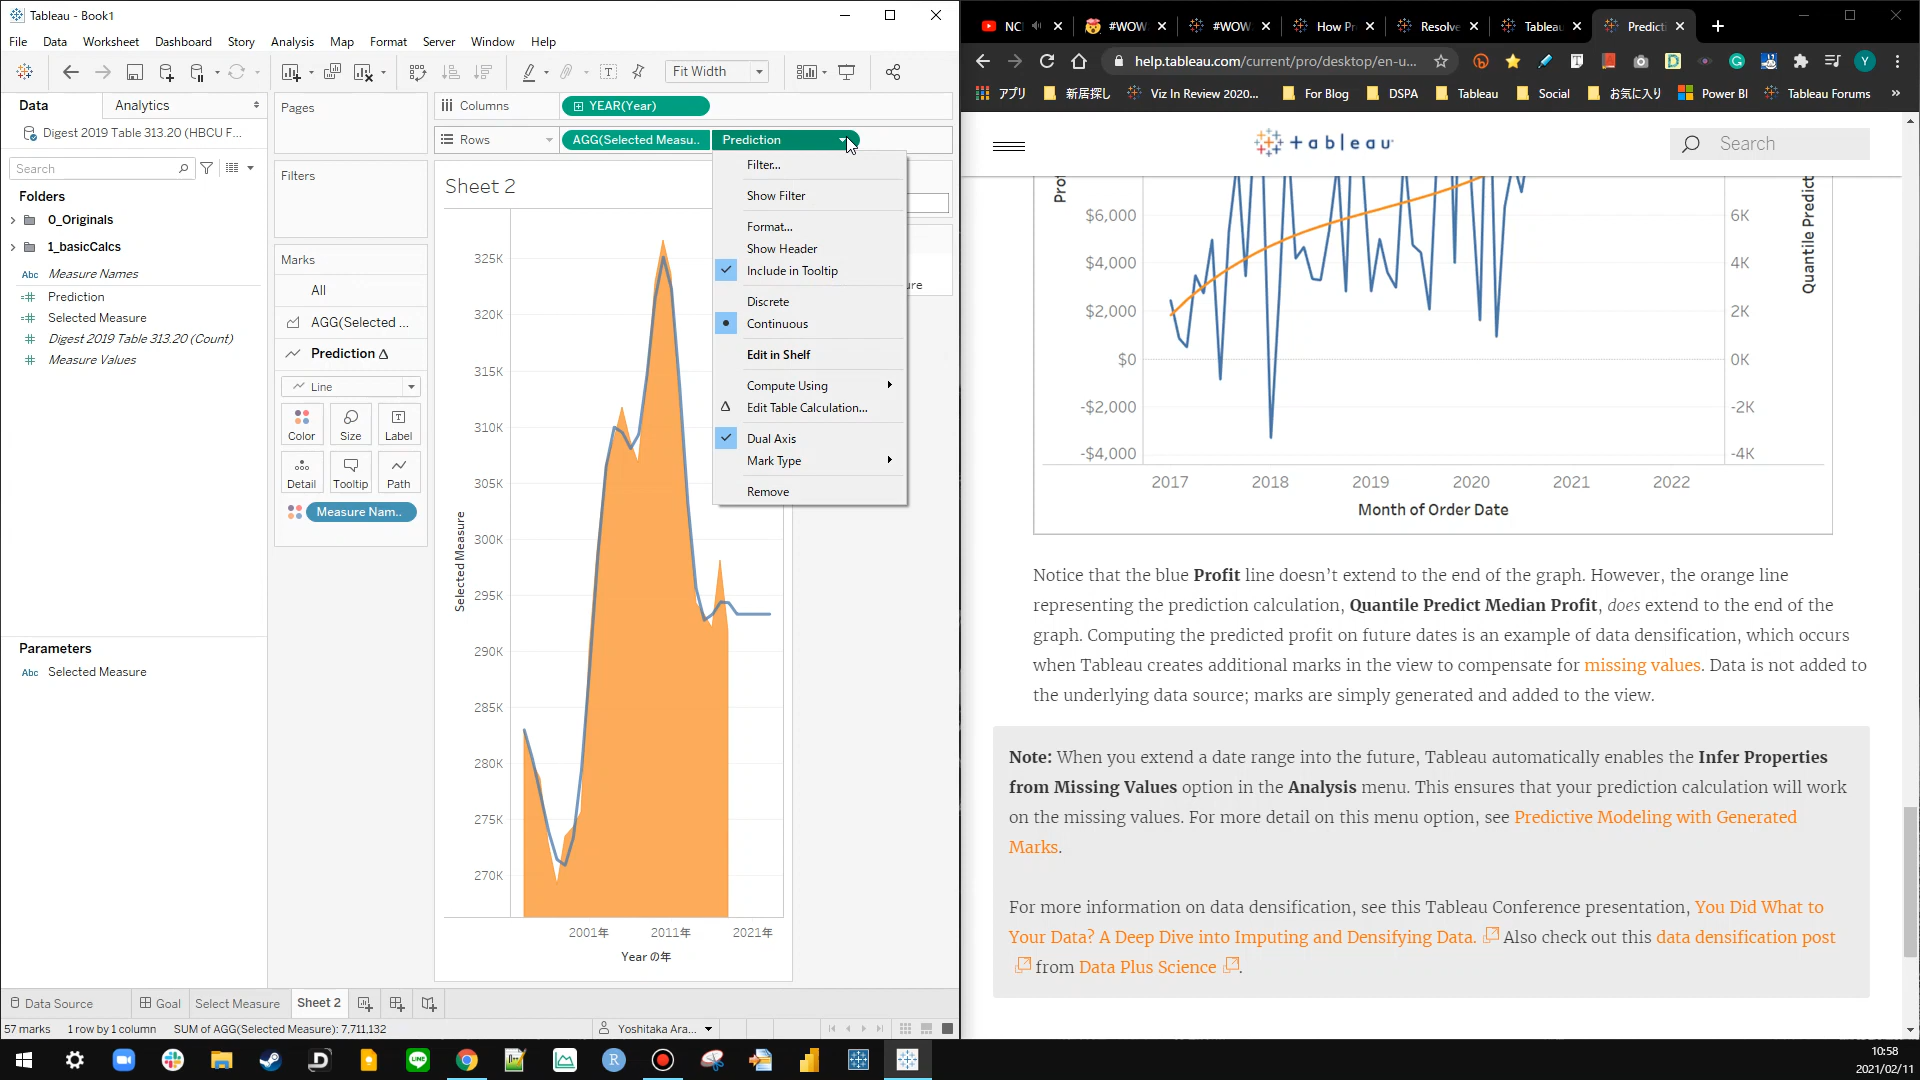 Tableau - Book1
File Data Worksheet Dashboard Story Analysis Map Format Server Window Help
Fit Width
Data Analytics
Digest 2019 Table 313.20 (HBCU F...
Search
Folders
0_Originals
1_basicCalcs
Abc Measure Names
Prediction
Selected Measure
Digest 2019 Table 313.20 (Count)
Measure Values
Parameters
Abc Selected Measure
Pages
Filters
Marks
All
AGG(Selected ...
Prediction Δ
Line
Color Size Label
Detail Tooltip Path
Measure Nam..
Columns YEAR(Year)
Rows AGG(Selected Measu.. Prediction
Sheet 2
325K
320K
315K
310K
305K
300K
295K
290K
285K
280K
275K
270K
Selected Measure
2001年 2011年 2021年
Year の年
ure
Filter...
Show Filter
Format...
Show Header
Include in Tooltip
Discrete
Continuous
Edit in Shelf
Compute Using
Edit Table Calculation...
Dual Axis
Mark Type
Remove
Data Source Goal Select Measure Sheet 2
57 marks 1 row by 1 column SUM of AGG(Selected Measure): 7,711,132
Yoshitaka Ara...
NC #WOW #WOW How Pr Resolve Tableau Predicti
help.tableau.com/current/pro/desktop/en-u...
Y
アプリ 新居探し Viz In Review 2020... For Blog DSPA Tableau Social お気に入り Power BI Tableau Forums »
+ a b l e a u
Search
Profi
$6,000
$4,000
$2,000
$0
-$2,000
-$4,000
6K
4K
2K
0K
-2K
-4K
Quantile Predict
2017 2018 2019 2020 2021 2022
Month of Order Date
Notice that the blue Profit line doesn't extend to the end of the graph. However, the orange line
representing the prediction calculation, Quantile Predict Median Profit, does extend to the end of the
graph. Computing the predicted profit on future dates is an example of data densification, which occurs
when Tableau creates additional marks in the view to compensate for missing values. Data is not added to
the underlying data source; marks are simply generated and added to the view.
Note: When you extend a date range into the future, Tableau automatically enables the Infer Properties
from Missing Values option in the Analysis menu. This ensures that your prediction calculation will work
on the missing values. For more detail on this menu option, see Predictive Modeling with Generated
Marks.
For more information on data densification, see this Tableau Conference presentation, You Did What to
Your Data? A Deep Dive into Imputing and Densifying Data. Also check out this data densification post
from Data Plus Science .
10:58
2021/02/11